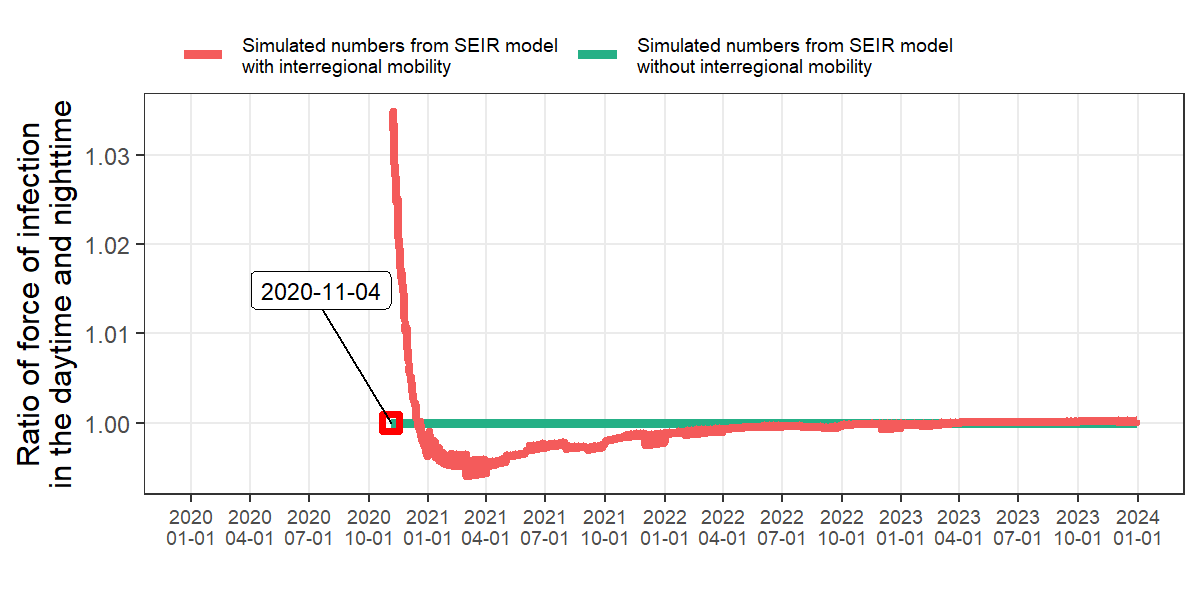 Simulated numbers from SEIR model
with interregional mobility
Simulated numbers from SEIR model
without interregional mobility
Ratio of force of infection
in the daytime and nighttime
1.03
1.02
1.01
1.00
2020-11-04
2020 2020 2020 2020 2021 2021 2021 2021 2022 2022 2022 2022 2023 2023 2023 2023 2024
01-01 04-01 07-01 10-01 01-01 04-01 07-01 10-01 01-01 04-01 07-01 10-01 01-01 04-01 07-01 10-01 01-01